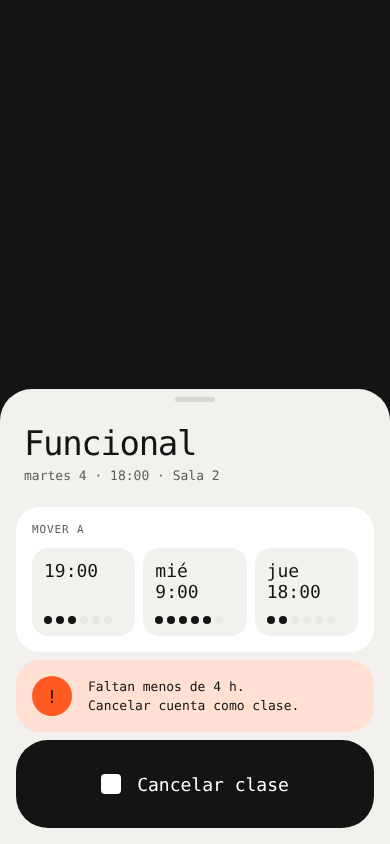 Funcional
martes 4 · 18:00 · Sala 2
MOVER A
19:00
mié
9:00
jue
18:00
!
Faltan menos de 4 h.
Cancelar cuenta como clase.
Cancelar clase